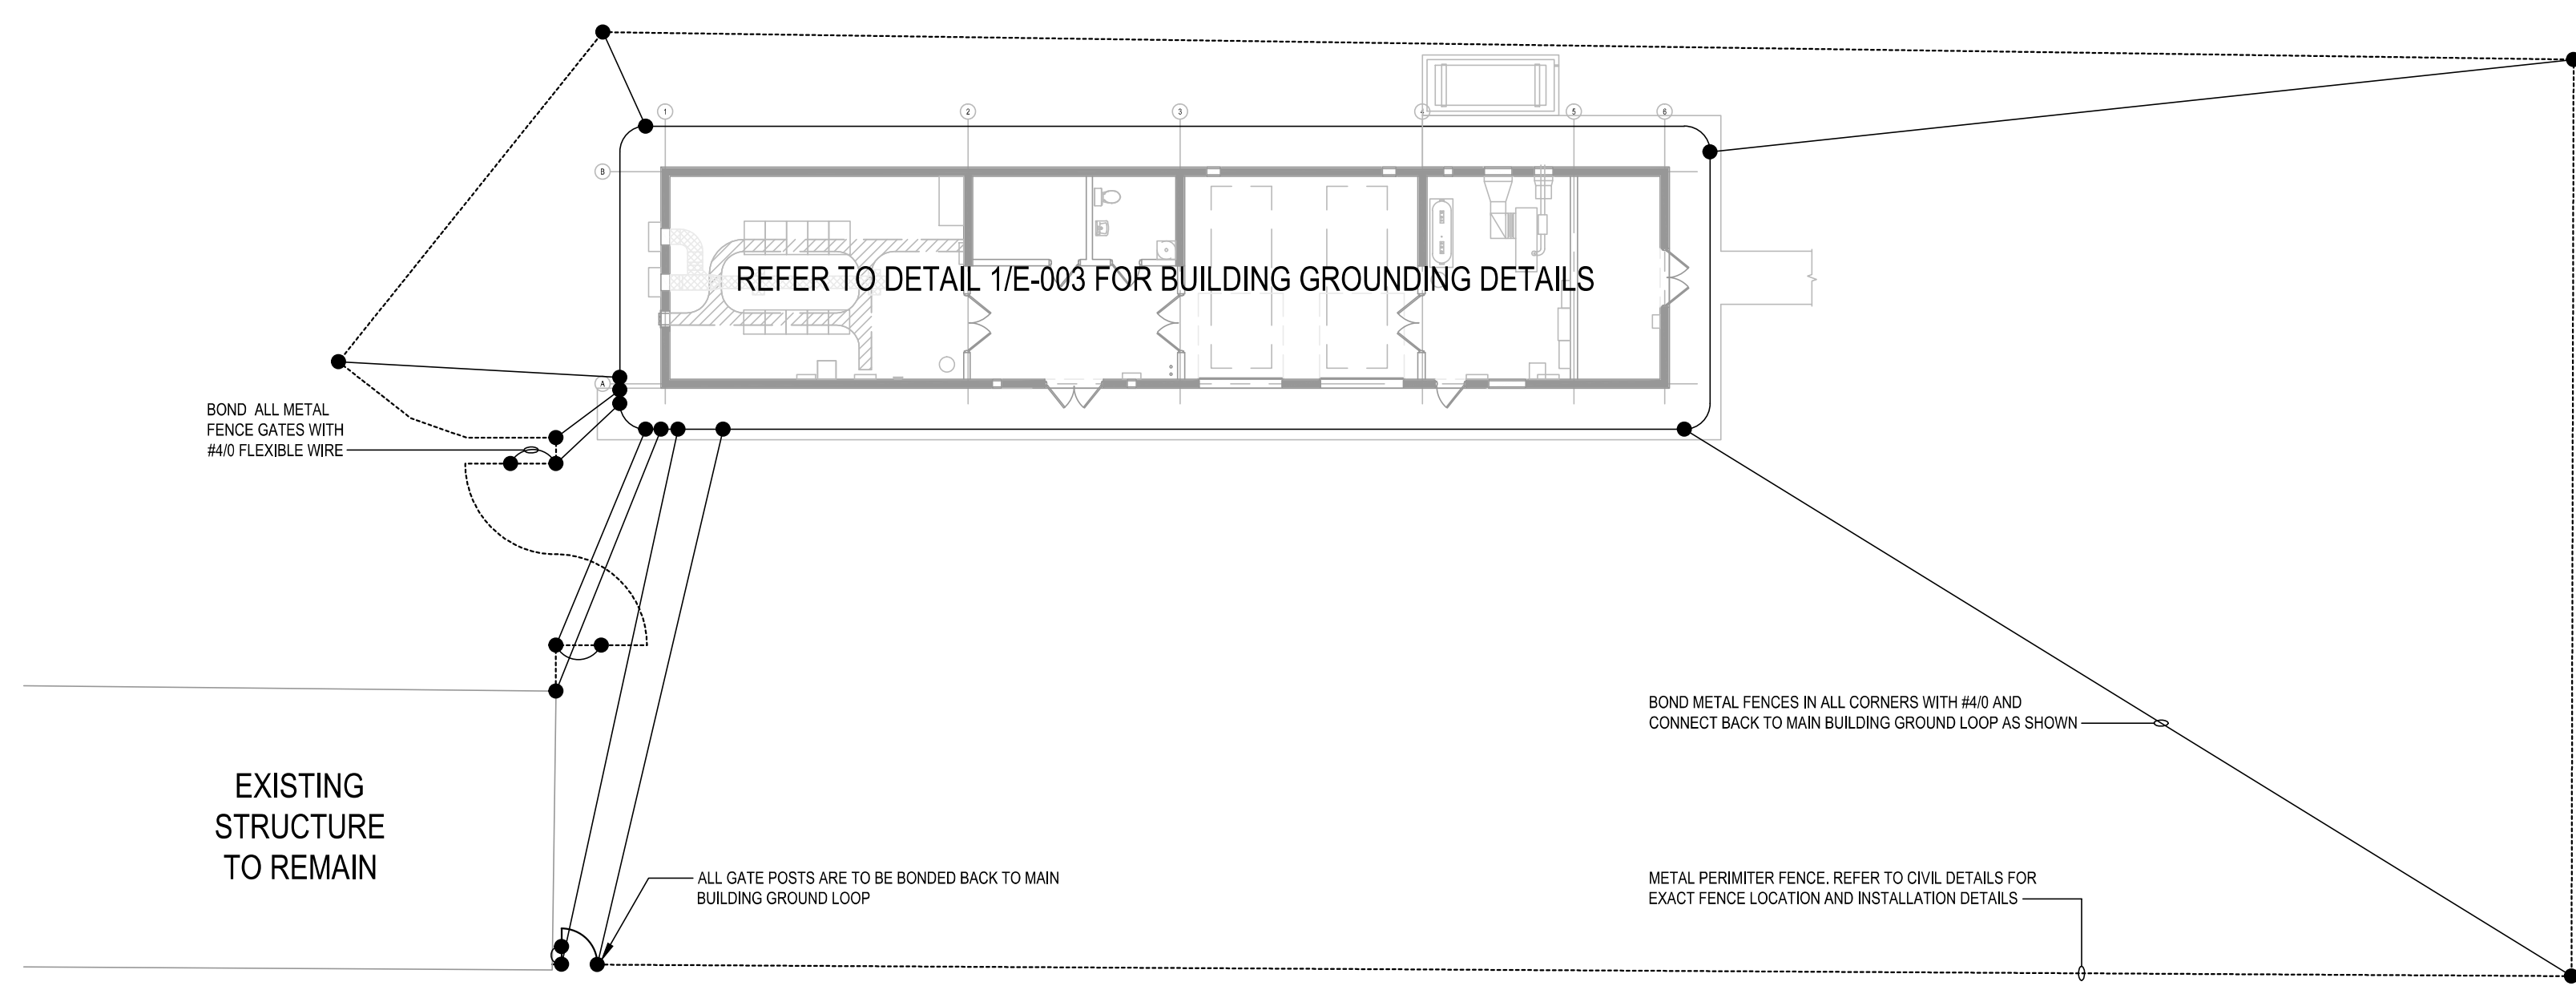 1
2
3
4
5
6
B
REFER TO DETAIL 1/E-003 FOR BUILDING GROUNDING DETAILS
A
BOND ALL METAL
FENCE GATES WITH
#4/0 FLEXIBLE WIRE
BOND METAL FENCES IN ALL CORNERS WITH #4/0 AND
CONNECT BACK TO MAIN BUILDING GROUND LOOP AS SHOWN
EXISTING
STRUCTURE
TO REMAIN
ALL GATE POSTS ARE TO BE BONDED BACK TO MAIN
BUILDING GROUND LOOP
METAL PERIMITER FENCE. REFER TO CIVIL DETAILS FOR
EXACT FENCE LOCATION AND INSTALLATION DETAILS